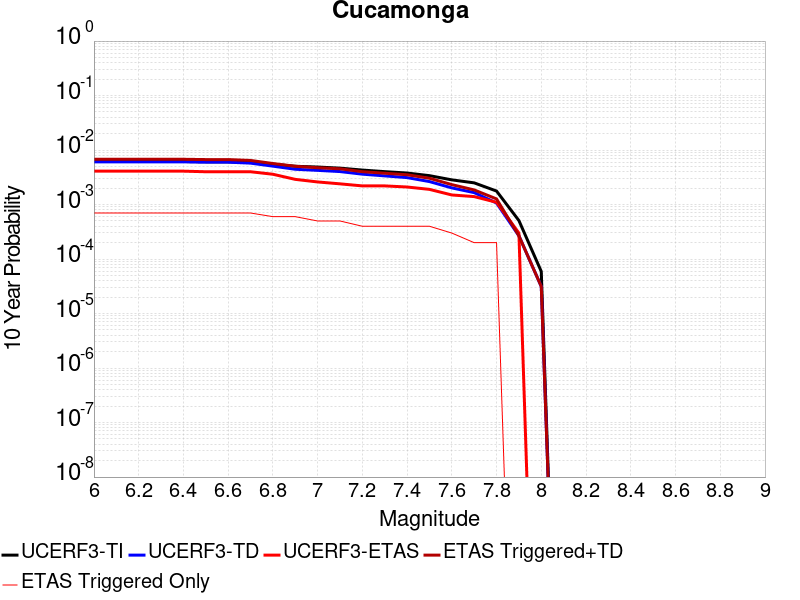 Cucamonga
10 0
10 -1
10 -2
10 -3
10 -4
10 -5
10 -6
10 -7
10 -8
10 Year Probability
6 6.2 6.4 6.6 6.8 7 7.2 7.4 7.6 7.8 8 8.2 8.4 8.6 8.8 9
Magnitude
UCERF3-TI UCERF3-TD UCERF3-ETAS ETAS Triggered+TD
ETAS Triggered Only